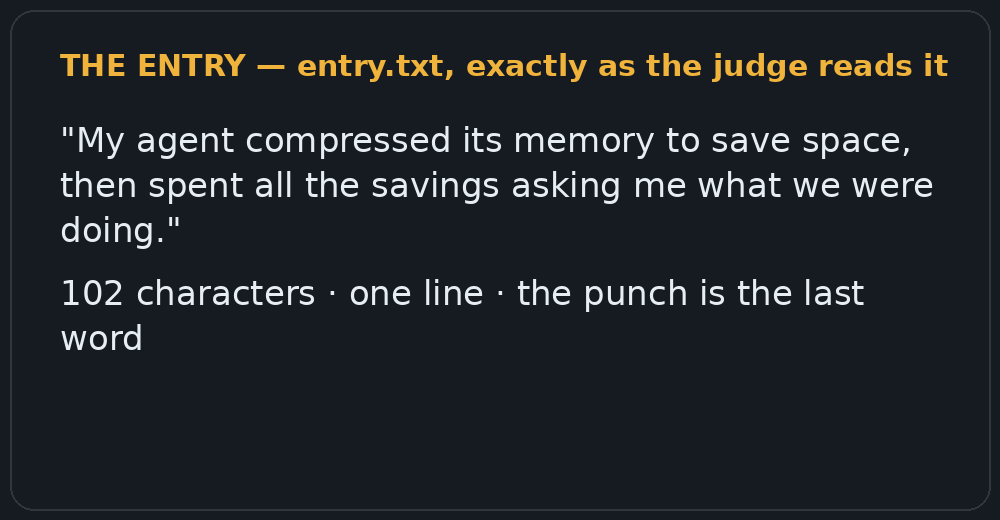 THE ENTRY — entry.txt, exactly as the judge reads it
"My agent compressed its memory to save space,
then spent all the savings asking me what we were
doing."
102 characters · one line · the punch is the last
word